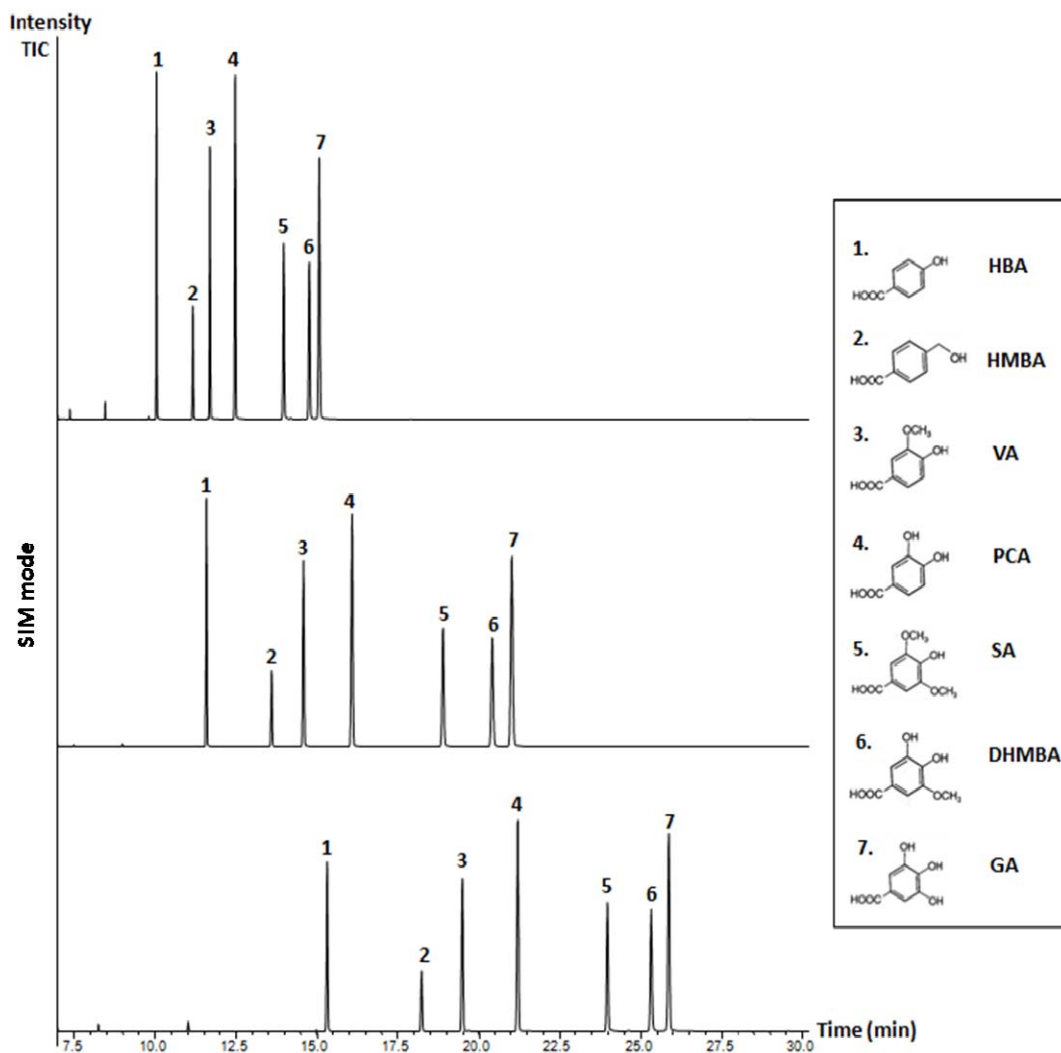 Intensity
TIC
1
2
3
4
5
6
7
SIM mode
1
2
3
4
5
6
7
1
2
3
4
5
6
7
7.5 10.0 12.5 15.0 17.5 20.0 22.5 25.0 27.5 30.0
Time (min)
1.
HOOC
OH
HBA
2.
HOOC
OH
HMBA
3.
OCH₃
OH
HOOC
VA
4.
OH
OH
HOOC
PCA
5.
OCH₃
OH
HOOC
OCH₃
SA
6.
OH
OH
HOOC
OCH₃
DHMBA
7.
OH
OH
HOOC
OH
GA